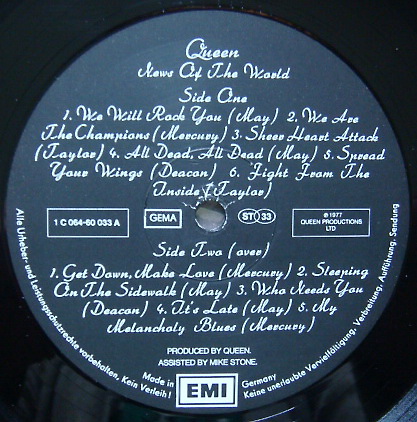 Queen
News Of The World
Side One
1. We Will Rock You (May) 2. We Are
The Champions (Mercury) 3. Sheer Heart Attack
(Taylor) 4. All Dead, All Dead (May) 5. Spread
Your Wings (Deacon) 6. Fight From The
Inside (Taylor)
1 C 064-60 033 A
GEMA
ST 33
℗ 1977
QUEEN PRODUCTIONS
LTD
Side Two (over)
1. Get Down, Make Love (Mercury) 2. Sleeping
On The Sidewalk (May) 3. Who Needs You
(Deacon) 4. It's Late (May) 5. My
Melancholy Blues (Mercury)
PRODUCED BY QUEEN.
ASSISTED BY MIKE STONE.
Made in
EMI
Germany
Alle Urheber- und Leistungsschutzrechte vorbehalten, Kein Verleih!
Keine unerlaubte Vervielfältigung, Verbreitung, Aufführung, Sendung